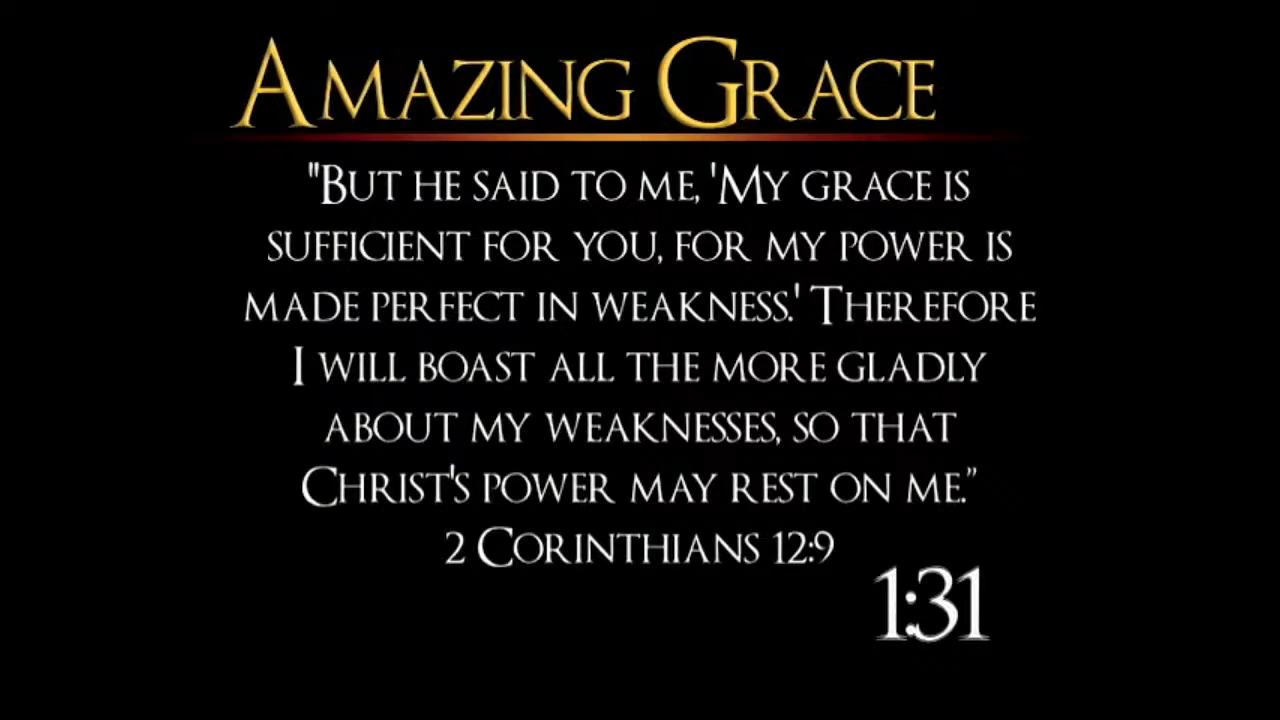 Amazing Grace
"But he said to me, 'My grace is
sufficient for you, for my power is
made perfect in weakness.' Therefore
I will boast all the more gladly
about my weaknesses, so that
Christ's power may rest on me.”
2 Corinthians 12:9
1:31